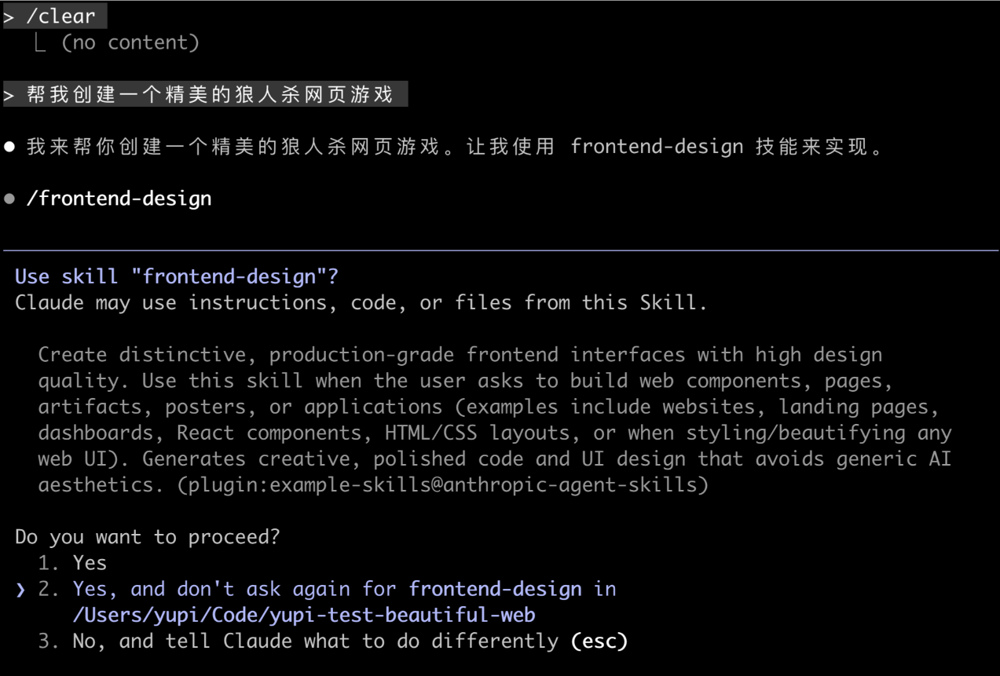 > /clear
⎿ (no content)
> 帮我创建一个精美的狼人杀网页游戏
● 我来帮你创建一个精美的狼人杀网页游戏。让我使用 frontend-design 技能来实现。
● /frontend-design
Use skill "frontend-design"?
Claude may use instructions, code, or files from this Skill.
Create distinctive, production-grade frontend interfaces with high design
quality. Use this skill when the user asks to build web components, pages,
artifacts, posters, or applications (examples include websites, landing pages,
dashboards, React components, HTML/CSS layouts, or when styling/beautifying any
web UI). Generates creative, polished code and UI design that avoids generic AI
aesthetics. (plugin:example-skills@anthropic-agent-skills)
Do you want to proceed?
1. Yes
❯ 2. Yes, and don't ask again for frontend-design in
/Users/yupi/Code/yupi-test-beautiful-web
3. No, and tell Claude what to do differently (esc)